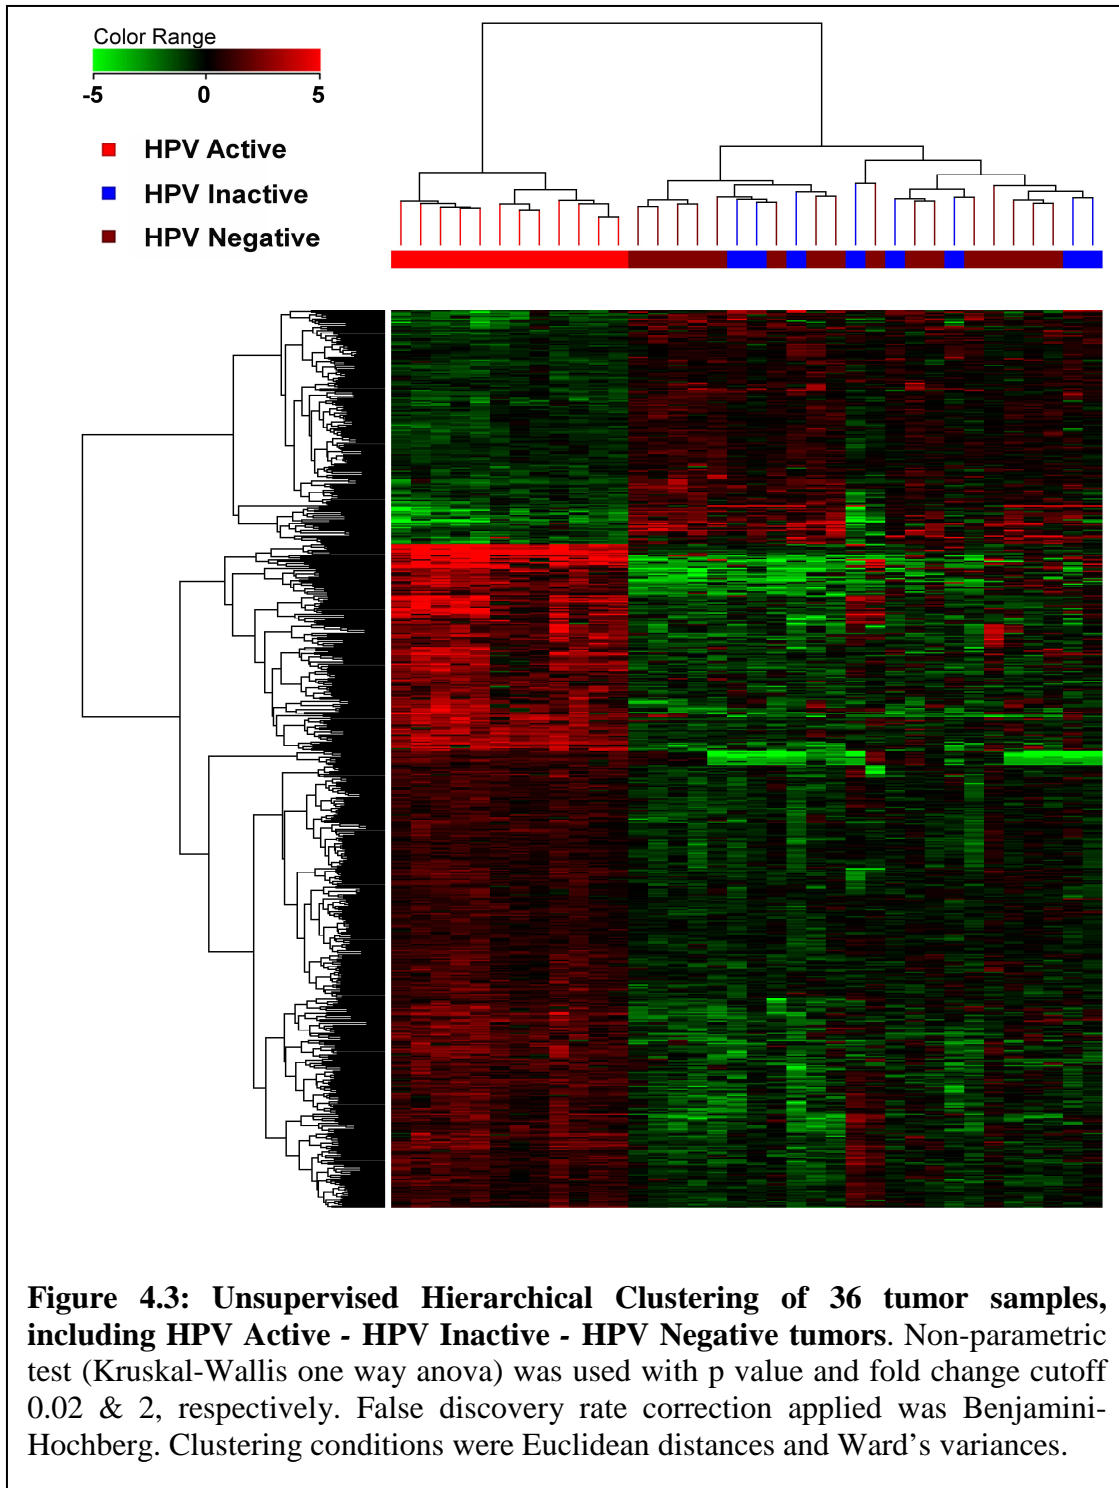 Color Range
-5 0 5
HPV Active
HPV Inactive
HPV Negative
Figure 4.3: Unsupervised Hierarchical Clustering of 36 tumor samples,
including HPV Active - HPV Inactive - HPV Negative tumors. Non-parametric
test (Kruskal-Wallis one way anova) was used with p value and fold change cutoff
0.02 & 2, respectively. False discovery rate correction applied was Benjamini-
Hochberg. Clustering conditions were Euclidean distances and Ward’s variances.